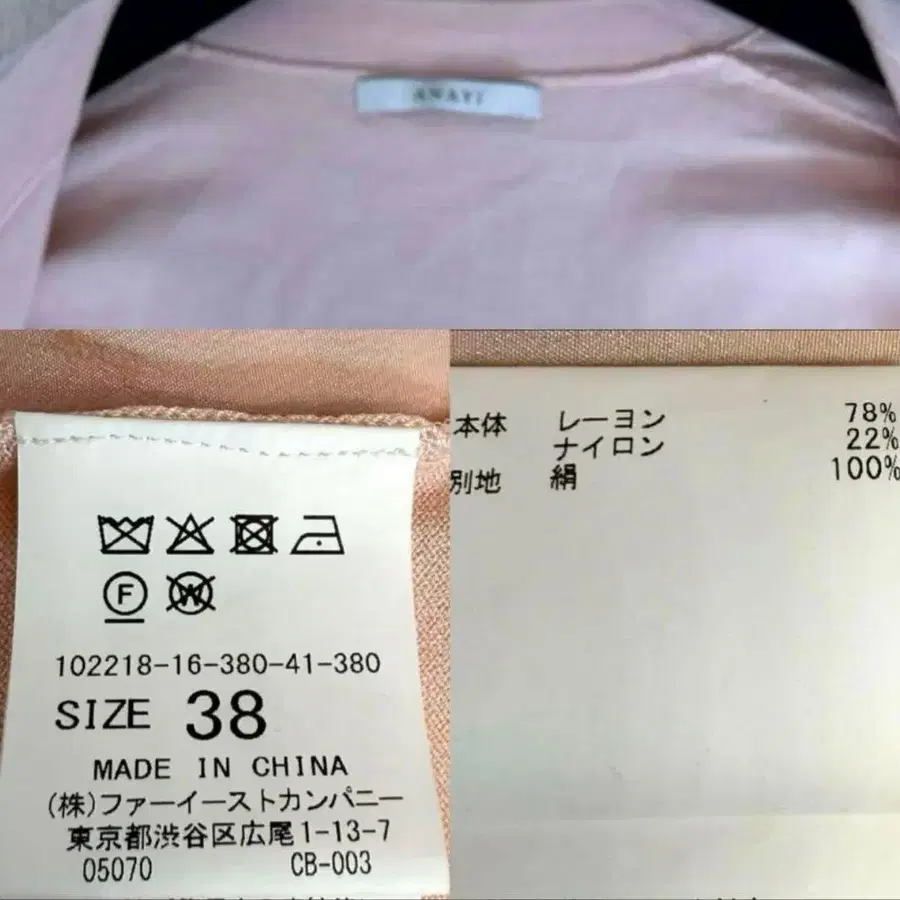 ANAYI
102218-16-380-41-380
SIZE 38
MADE IN CHINA
(株)ファーイーストカンパニー
東京都渋谷区広尾1-13-7
05070 CB-003
本体 レーヨン 78%
ナイロン 22%
別地 絹 100%